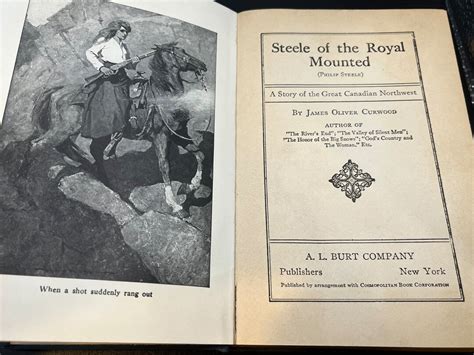 When a shot suddenly rang out
Steele of the Royal
Mounted
(PHILIP STEELE)
A Story of the Great Canadian Northwest
BY JAMES OLIVER CURWOOD
AUTHOR OF
"The River's End"; "The Valley of Silent Men";
"The Honor of the Big Snows"; "God's Country and
The Woman." Etc.
A. L. BURT COMPANY
Publishers New York
Published by arrangement with COSMOPOLITAN BOOK CORPORATION